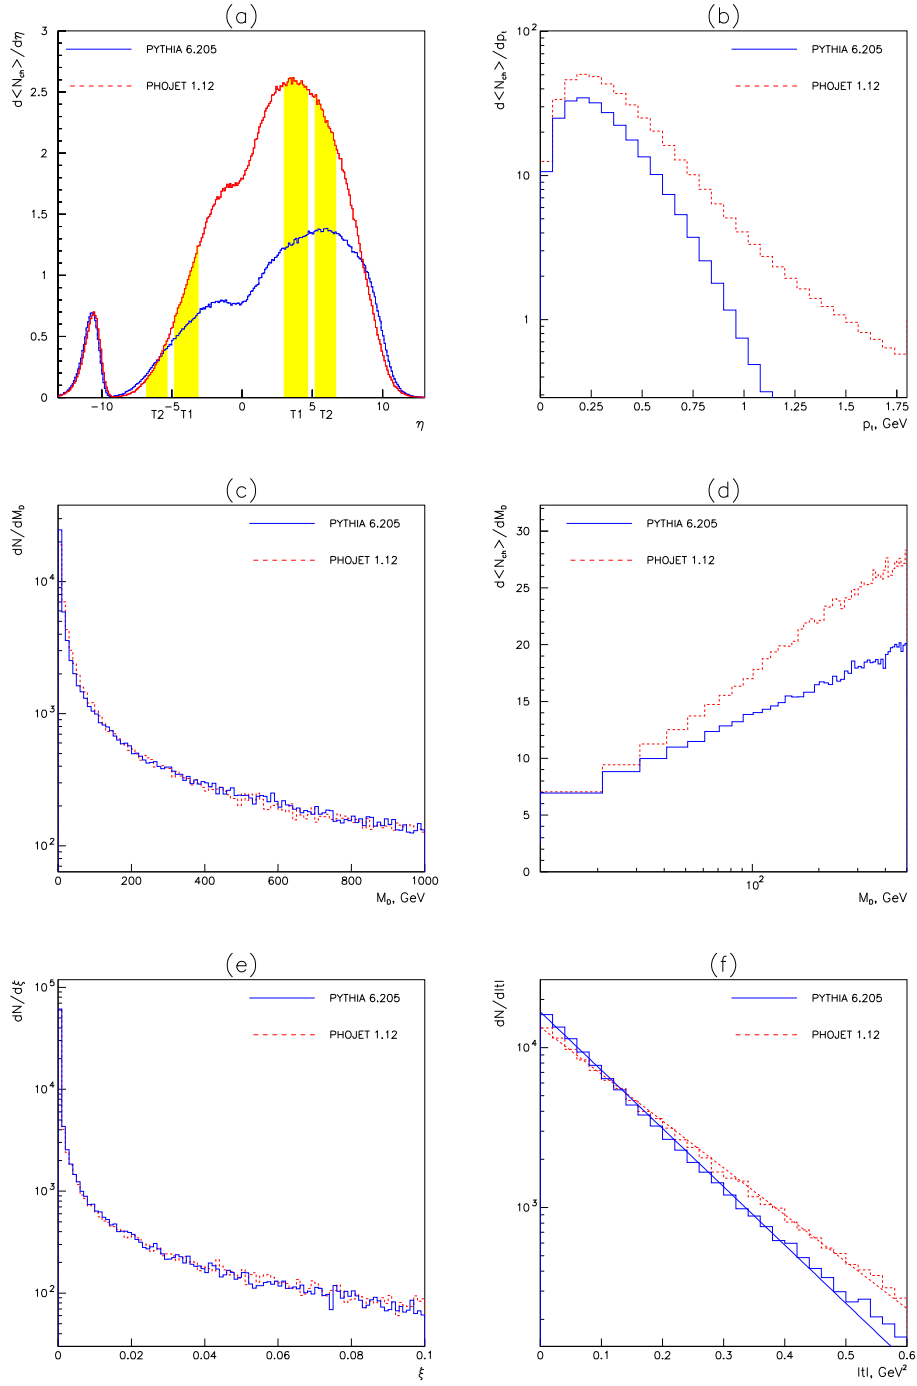 (a)
d<N_ch>/dη
3
2.5
2
1.5
1
0.5
0
PYTHIA 6.205
PHOJET 1.12
−10 T2 −5 T1 0 T1 5 T2 10
η
(b)
d<N_ch>/dp_t
10^2
10
1
PYTHIA 6.205
PHOJET 1.12
0 0.25 0.5 0.75 1 1.25 1.5 1.75
p_t, GeV
(c)
dN/dM_D
10^4
10^3
10^2
PYTHIA 6.205
PHOJET 1.12
0 200 400 600 800 1000
M_D, GeV
(d)
d<N_ch>/dM_D
30
25
20
15
10
5
0
PYTHIA 6.205
PHOJET 1.12
10^2
M_D, GeV
(e)
dN/dξ
10^5
10^4
10^3
10^2
PYTHIA 6.205
PHOJET 1.12
0 0.02 0.04 0.06 0.08 0.1
ξ
(f)
dN/d|t|
10^4
10^3
PYTHIA 6.205
PHOJET 1.12
0 0.1 0.2 0.3 0.4 0.5 0.6
|t|, GeV^2